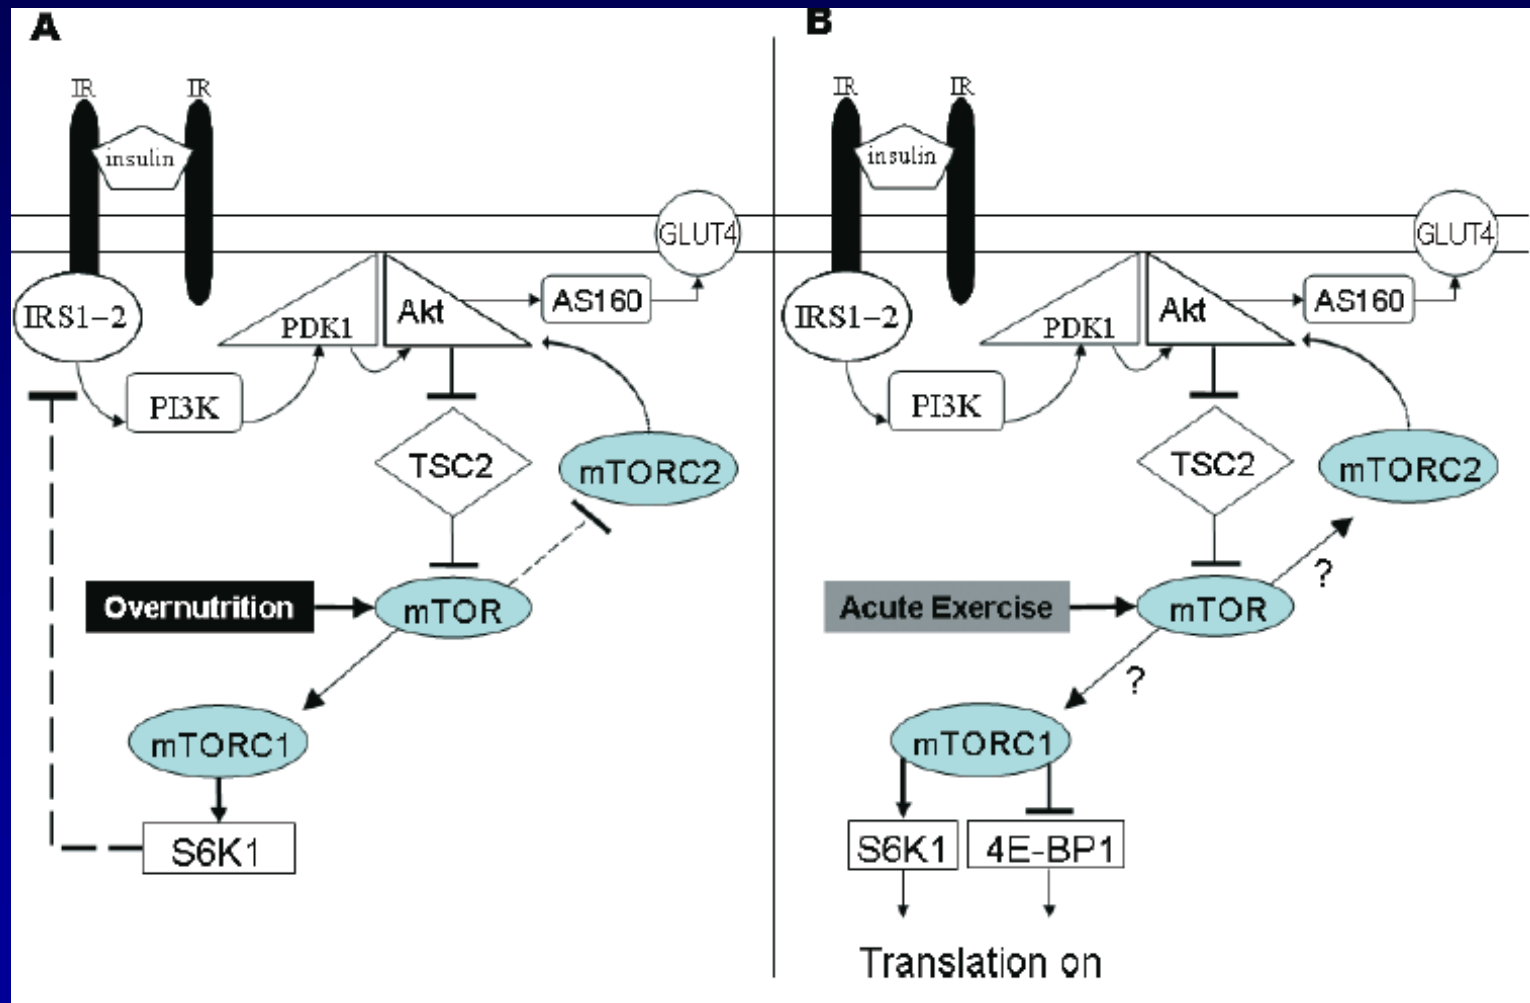 A
IR
IR
insulin
GLUT4
IRS1-2
PDK1
Akt
AS160
PI3K
TSC2
mTORC2
Overnutrition
mTOR
mTORC1
S6K1
B
IR
IR
insulin
GLUT4
IRS1-2
PDK1
Akt
AS160
PI3K
TSC2
mTORC2
?
Acute Exercise
mTOR
?
mTORC1
S6K1
4E-BP1
Translation on